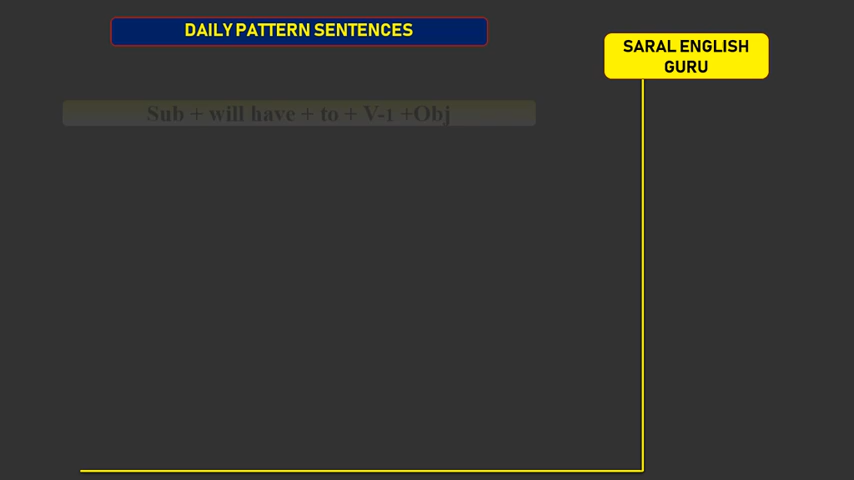 DAILY PATTERN SENTENCES
SARAL ENGLISH
GURU
Sub + will have + to + V-1 +Obj